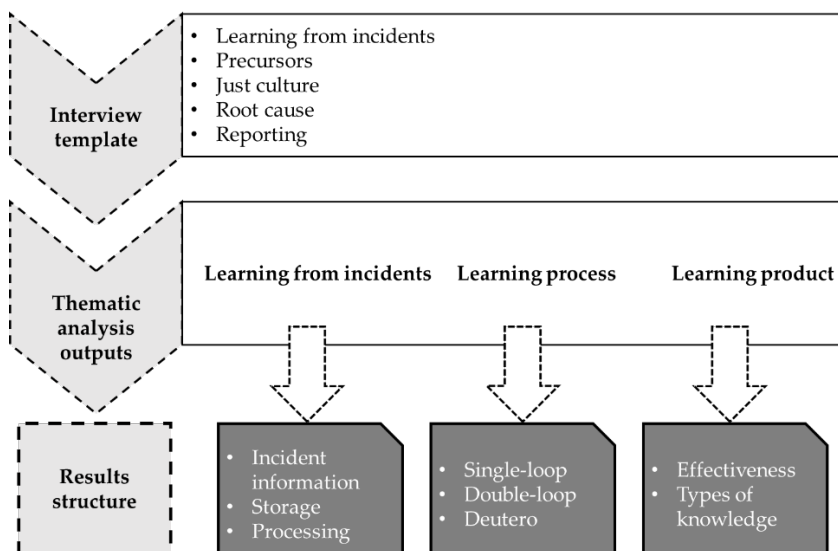 • Learning from incidents
• Precursors
• Just culture
• Root cause
• Reporting
Interview
template
Learning from incidents
Learning process
Learning product
Thematic
analysis
outputs
Results
structure
• Incident
information
• Storage
• Processing
• Single-loop
• Double-loop
• Deutero
• Effectiveness
• Types of
knowledge